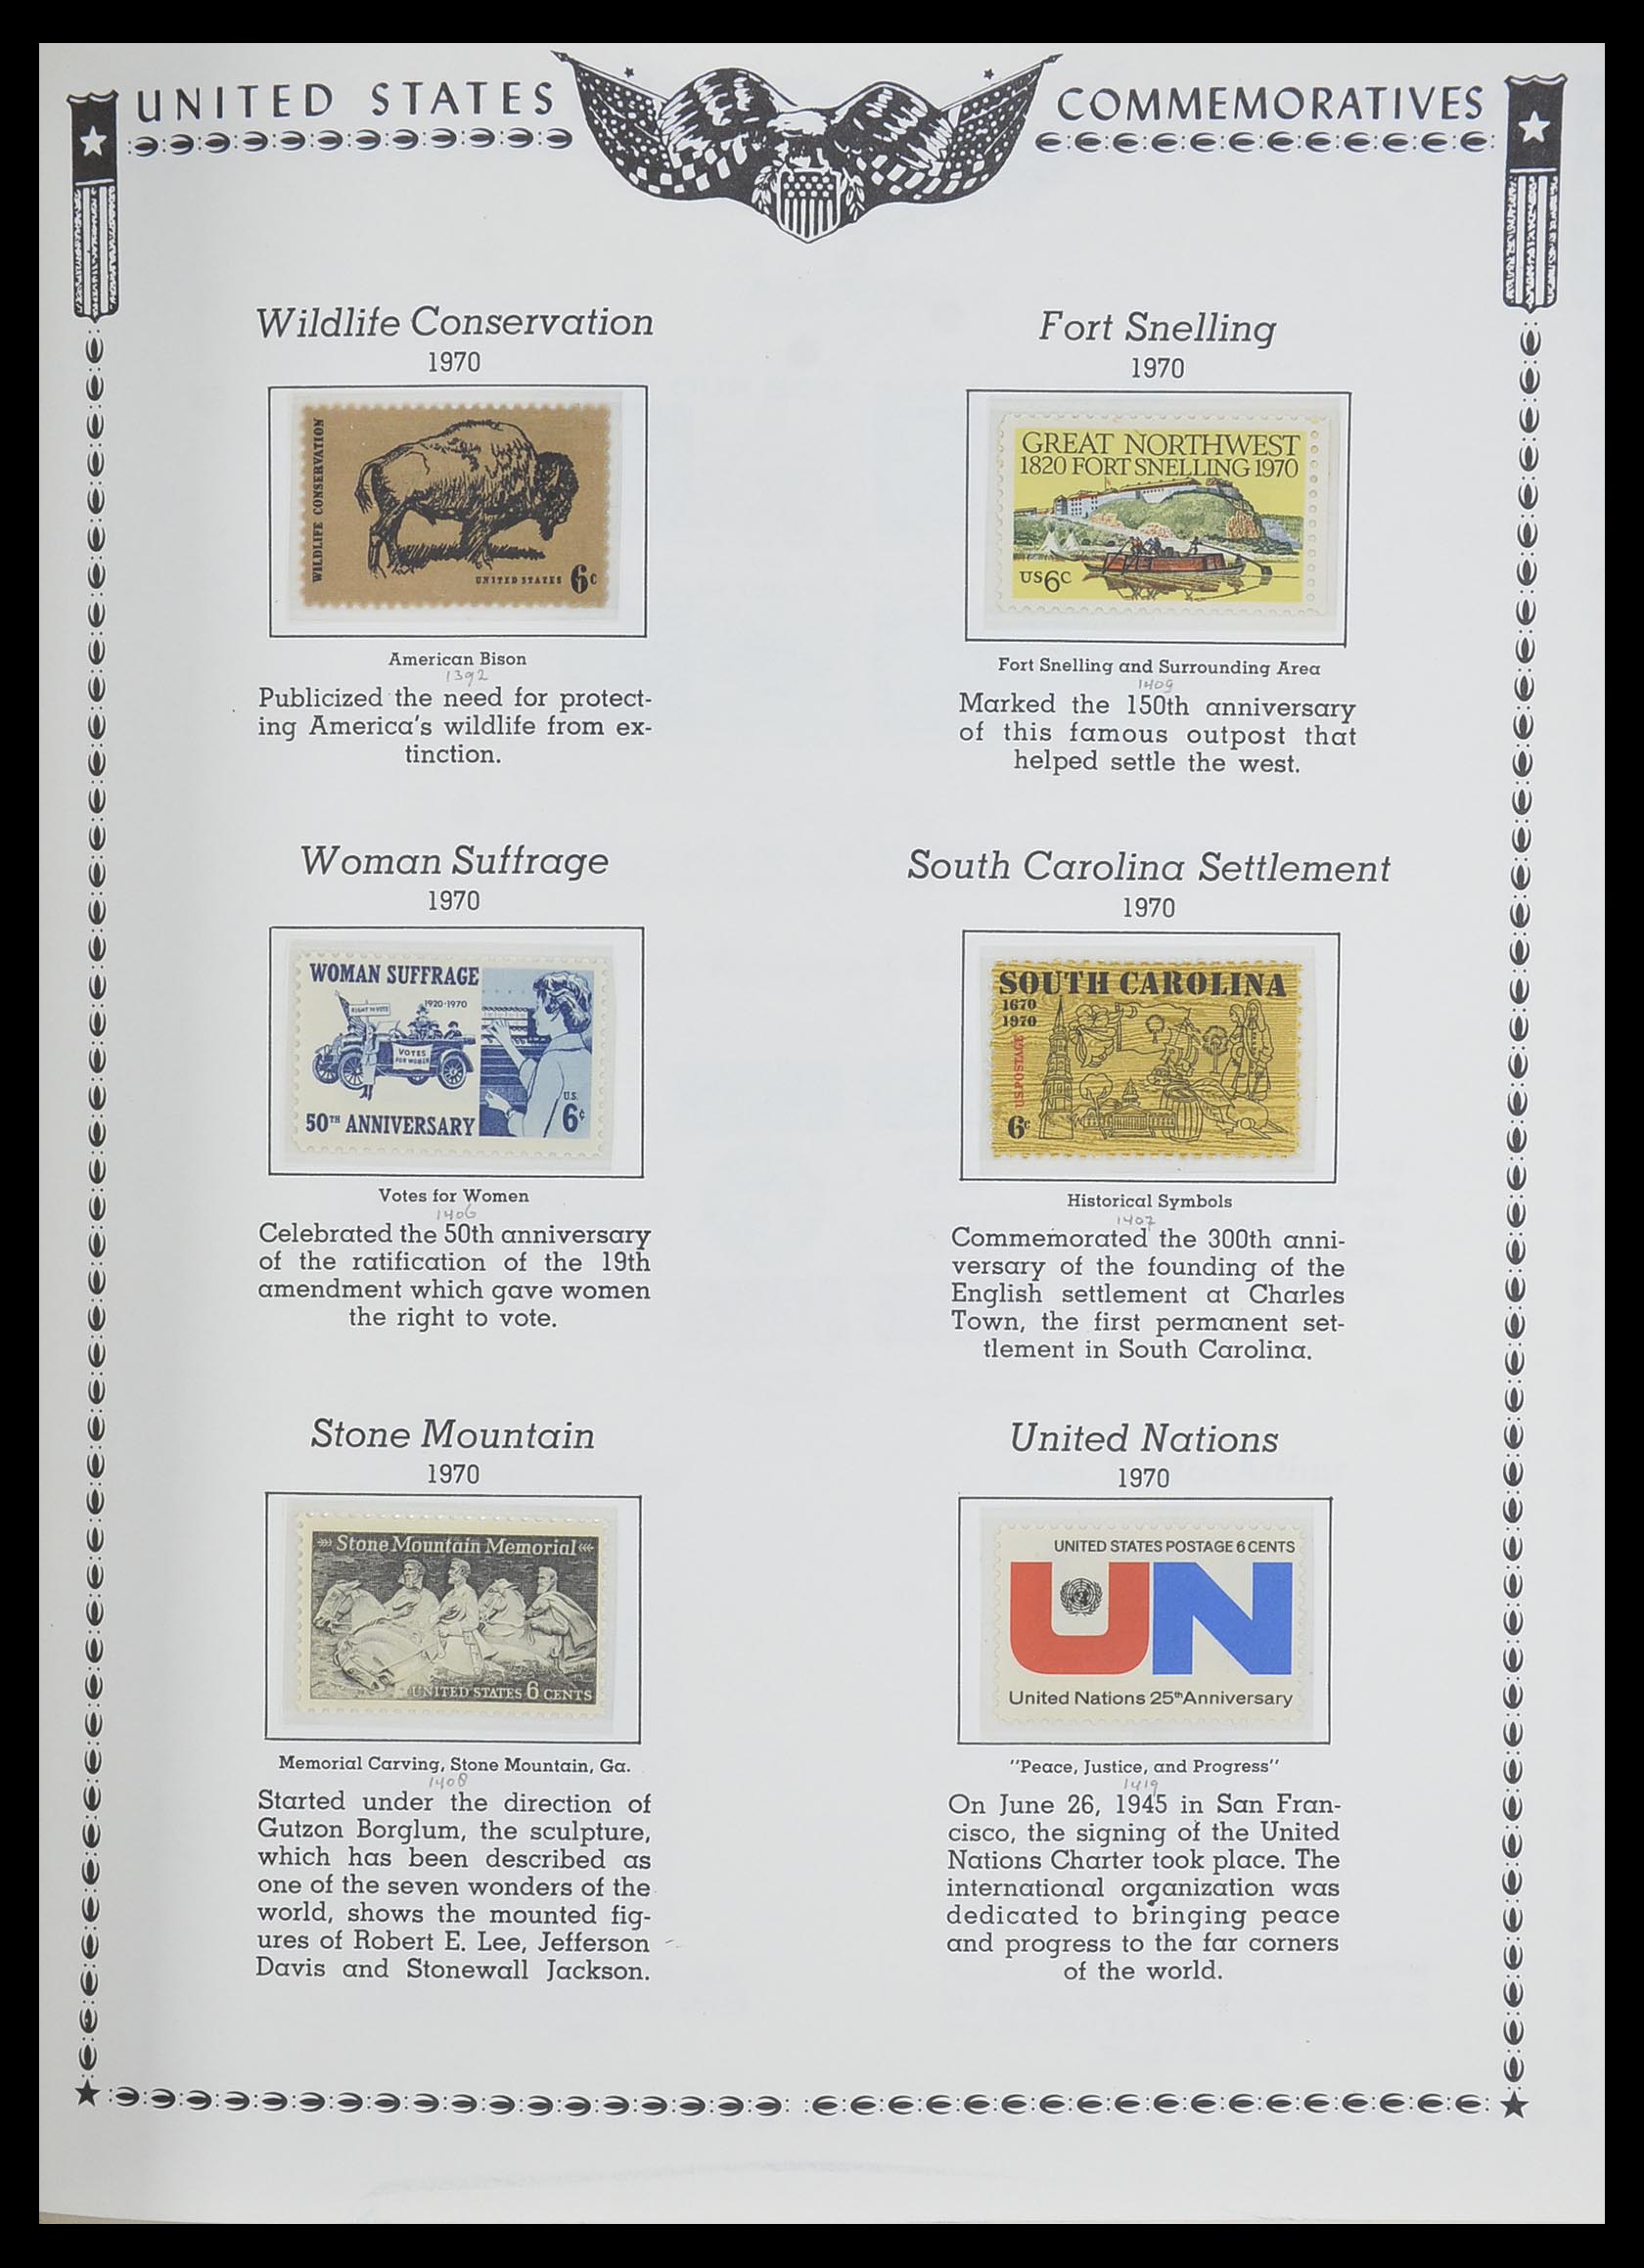 UNITED STATES COMMEMORATIVES
Wildlife Conservation
1970
WILDLIFE CONSERVATION
UNITED STATES 6c
American Bison
1392
Publicized the need for protect-
ing America's wildlife from ex-
tinction.
Fort Snelling
1970
GREAT NORTHWEST
1820 FORT SNELLING 1970
US 6c
Fort Snelling and Surrounding Area
1409
Marked the 150th anniversary
of this famous outpost that
helped settle the west.
Woman Suffrage
1970
WOMAN SUFFRAGE
1920-1970
RIGHT TO VOTE
VOTES
FOR WOMEN
U.S.
6¢
50TH ANNIVERSARY
Votes for Women
1406
Celebrated the 50th anniversary
of the ratification of the 19th
amendment which gave women
the right to vote.
South Carolina Settlement
1970
SOUTH CAROLINA
1670
1970
US POSTAGE
6c
Historical Symbols
1407
Commemorated the 300th anni-
versary of the founding of the
English settlement at Charles
Town, the first permanent set-
tlement in South Carolina.
Stone Mountain
1970
Stone Mountain Memorial
UNITED STATES 6 CENTS
Memorial Carving, Stone Mountain, Ga.
1408
Started under the direction of
Gutzon Borglum, the sculpture,
which has been described as
one of the seven wonders of the
world, shows the mounted fig-
ures of Robert E. Lee, Jefferson
Davis and Stonewall Jackson.
United Nations
1970
UNITED STATES POSTAGE 6 CENTS
UN
United Nations 25th Anniversary
"Peace, Justice, and Progress"
1419
On June 26, 1945 in San Fran-
cisco, the signing of the United
Nations Charter took place. The
international organization was
dedicated to bringing peace
and progress to the far corners
of the world.